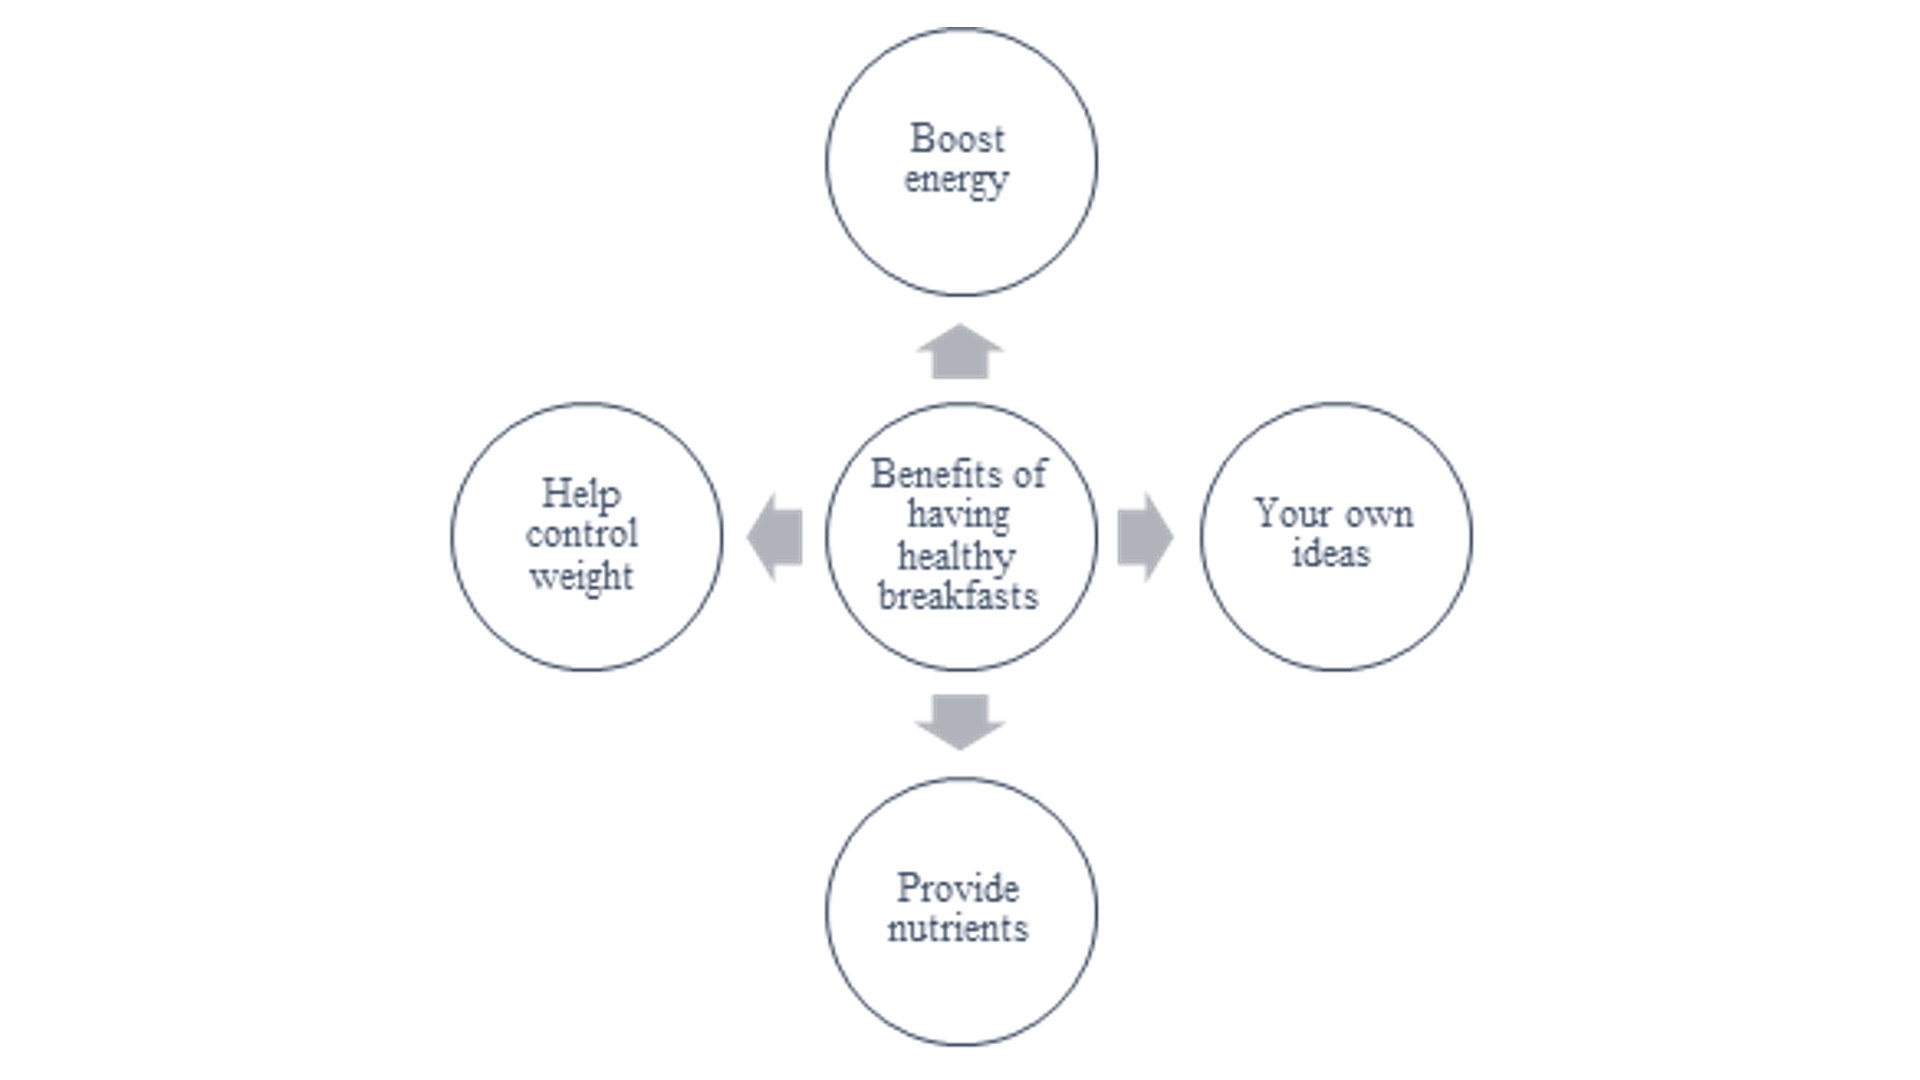 Boost
energy
Help
control
weight
Benefits of
having
healthy
breakfasts
Your own
ideas
Provide
nutrients